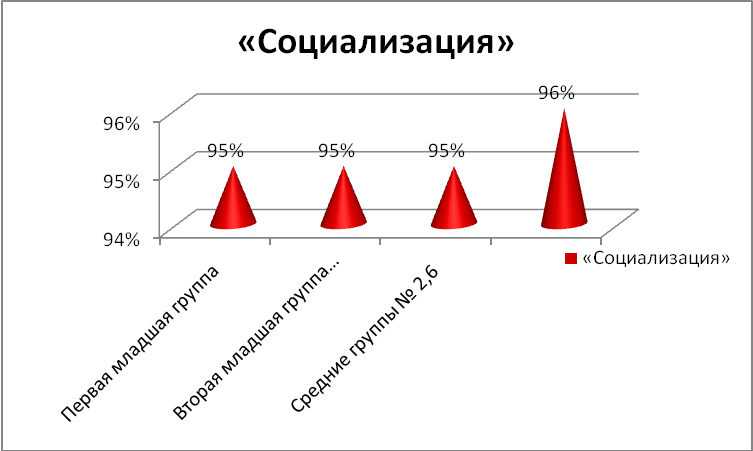 «Социализация»
96%
95%
94%
95%
95%
95%
96%
Первая младшая группа
Вторая младшая группа...
Средние группы № 2,6
«Социализация»